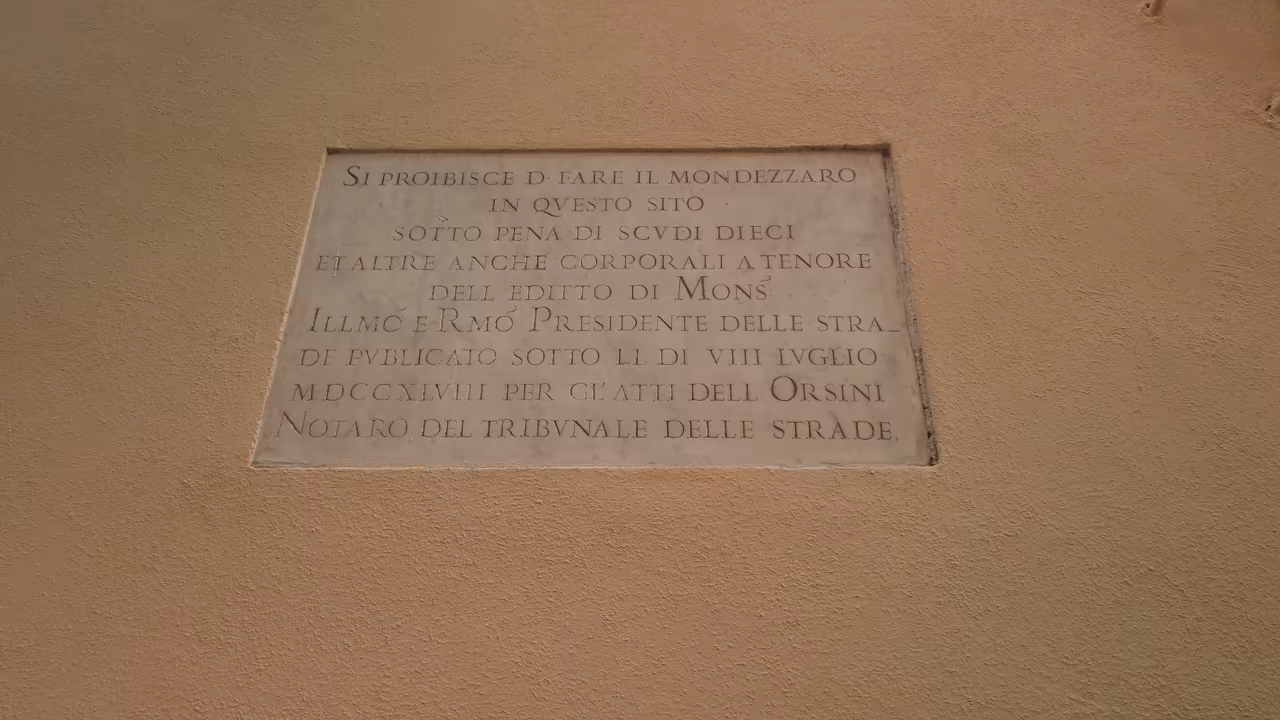 SI PROIBISCE D· FARE IL MONDEZZARO
IN QVESTO SITO
SOTTO PENA DI SCVDI DIECI
ET ALTRE ANCHE CORPORALI A TENORE
DELL EDITTO DI MONS
ILLMO E RMO PRESIDENTE DELLE STRA_
DE PVBLICATO SOTTO LI DI VIII LVGLIO
MDCCXLVIII PER GL'ATTI DELL ORSINI
NOTARO DEL TRIBVNALE DELLE STRADE.